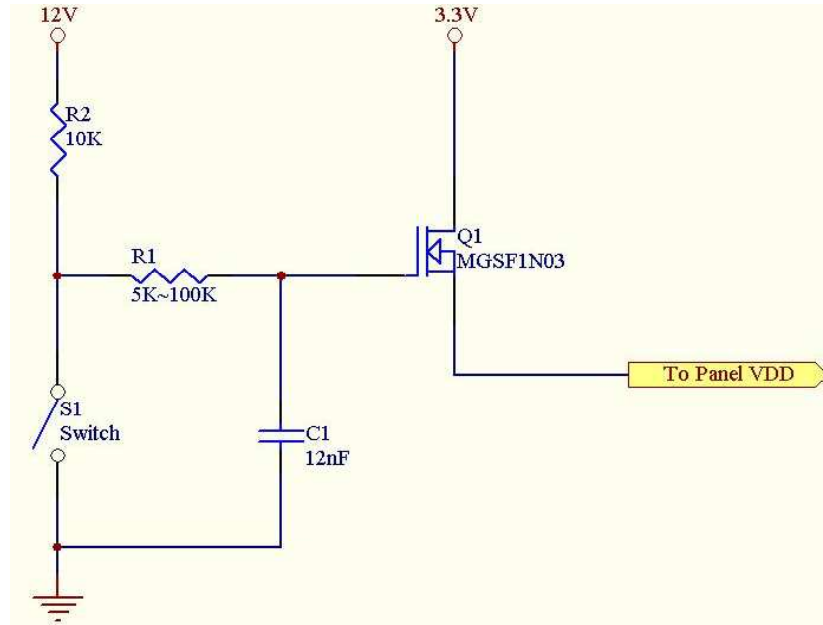 12V
3.3V
R2
10K
Q1
MGSF1N03
R1
5K~100K
To Panel VDD
S1
Switch
C1
12nF